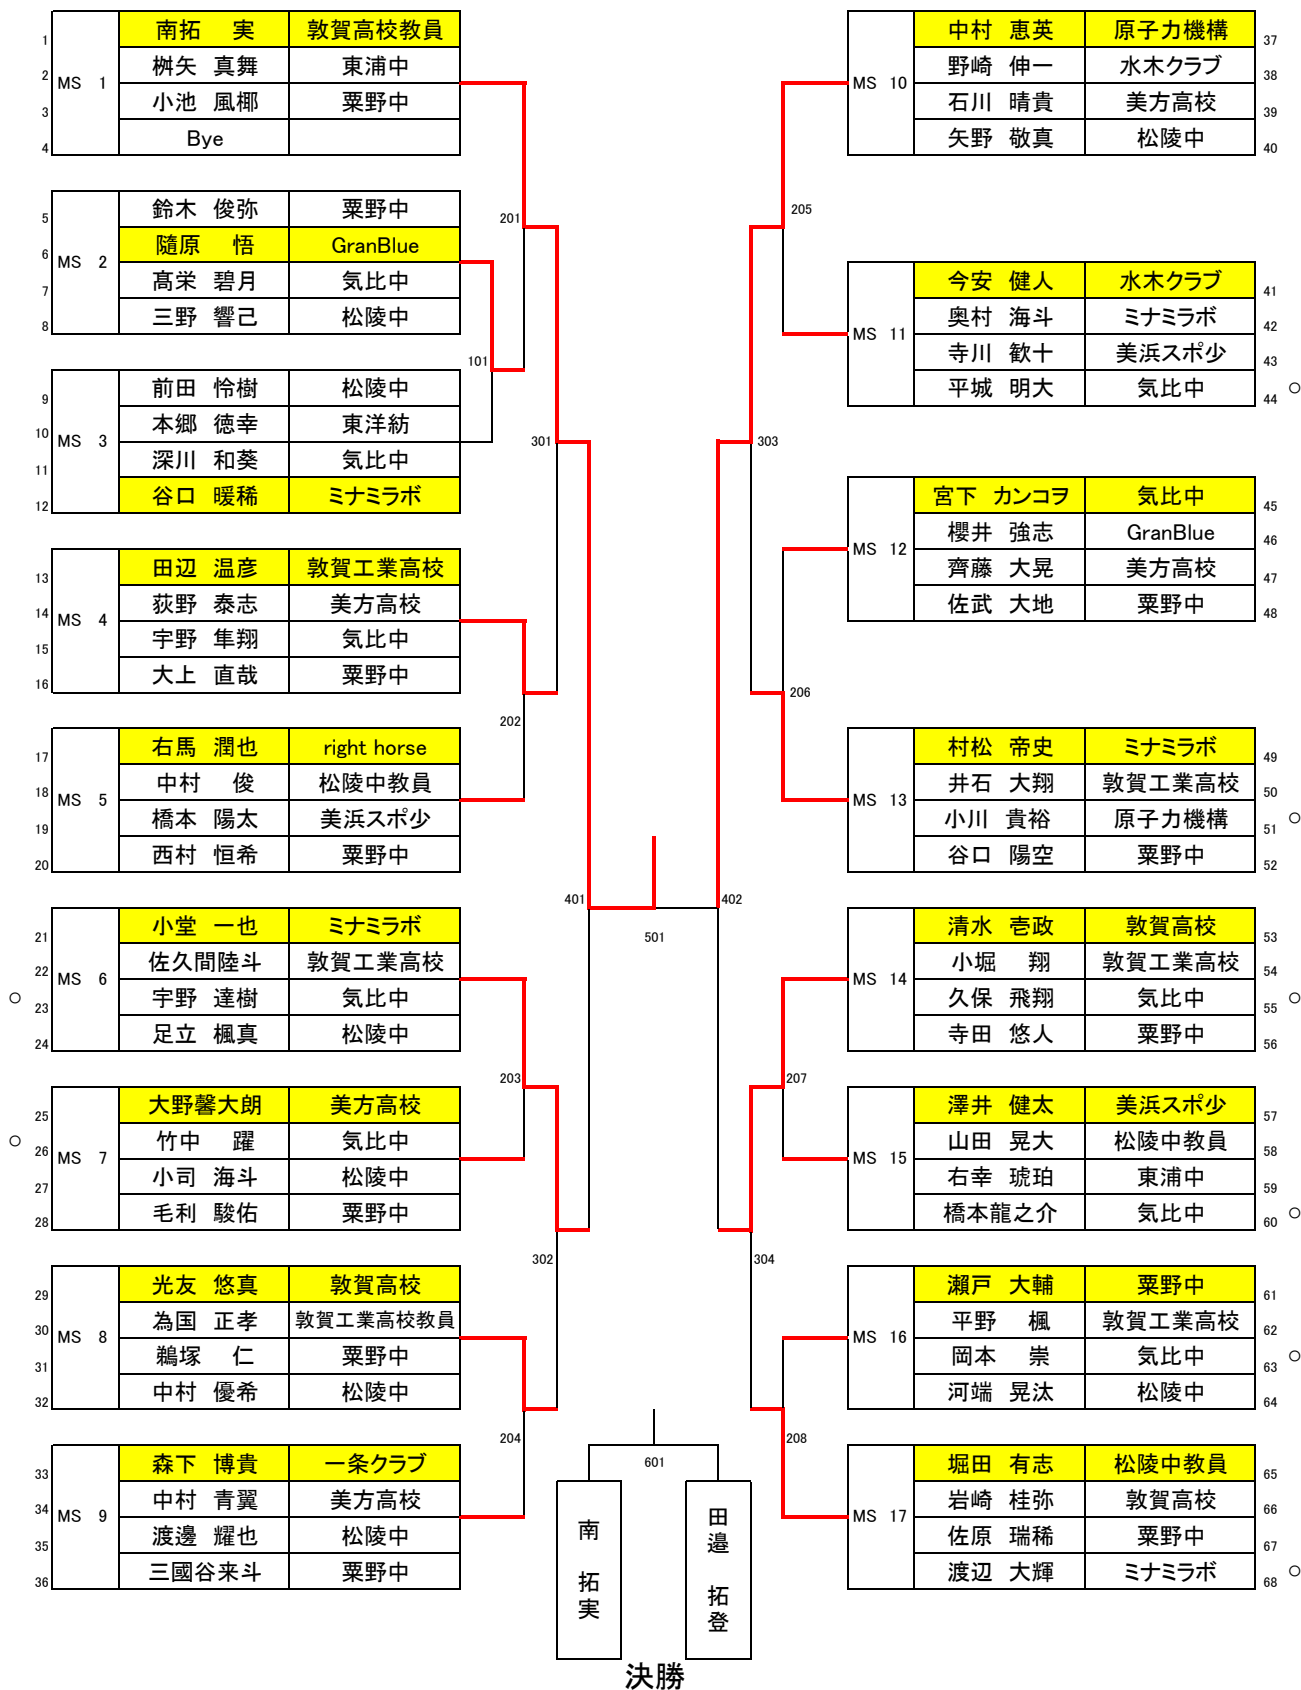 MS 1
1 南拓 実 敦賀高校教員
2 桝矢 真舞 東浦中
3 小池 風梛 粟野中
4 Bye
MS 2
5 鈴木 俊弥 粟野中
6 隨原 悟 GranBlue
7 髙栄 碧月 気比中
8 三野 響己 松陵中
MS 3
9 前田 怜樹 松陵中
10 本郷 徳幸 東洋紡
11 深川 和葵 気比中
12 谷口 暖稀 ミナミラボ
MS 4
13 田辺 温彦 敦賀工業高校
14 荻野 泰志 美方高校
15 宇野 隼翔 気比中
16 大上 直哉 粟野中
MS 5
17 右馬 潤也 right horse
18 中村 俊 松陵中教員
19 橋本 陽太 美浜スポ少
20 西村 恒希 粟野中
MS 6
21 小堂 一也 ミナミラボ
22 佐久間陸斗 敦賀工業高校
○ 23 宇野 達樹 気比中
24 足立 楓真 松陵中
MS 7
25 大野馨大朗 美方高校
○ 26 竹中 躍 気比中
27 小司 海斗 松陵中
28 毛利 駿佑 粟野中
MS 8
29 光友 悠真 敦賀高校
30 為国 正孝 敦賀工業高校教員
31 鵜塚 仁 粟野中
32 中村 優希 松陵中
MS 9
33 森下 博貴 一条クラブ
34 中村 青翼 美方高校
35 渡邊 耀也 松陵中
36 三國谷来斗 粟野中
101
201
202
203
204
301
302
401
501
402
303
304
205
206
207
208
MS 10
中村 恵英 原子力機構 37
野崎 伸一 水木クラブ 38
石川 晴貴 美方高校 39
矢野 敬真 松陵中 40
MS 11
今安 健人 水木クラブ 41
奥村 海斗 ミナミラボ 42
寺川 歓十 美浜スポ少 43
平城 明大 気比中 44 ○
MS 12
宮下 カンコヲ 気比中 45
櫻井 強志 GranBlue 46
齊藤 大晃 美方高校 47
佐武 大地 粟野中 48
MS 13
村松 帝史 ミナミラボ 49
井石 大翔 敦賀工業高校 50
小川 貴裕 原子力機構 51 ○
谷口 陽空 粟野中 52
MS 14
清水 壱政 敦賀高校 53
小堀 翔 敦賀工業高校 54
久保 飛翔 気比中 55 ○
寺田 悠人 粟野中 56
MS 15
澤井 健太 美浜スポ少 57
山田 晃大 松陵中教員 58
右幸 琥珀 東浦中 59
橋本龍之介 気比中 60 ○
MS 16
瀬戸 大輔 粟野中 61
平野 楓 敦賀工業高校 62
岡本 崇 気比中 63 ○
河端 晃汰 松陵中 64
MS 17
堀田 有志 松陵中教員 65
岩崎 桂弥 敦賀高校 66
佐原 瑞稀 粟野中 67
渡辺 大輝 ミナミラボ 68 ○
601
南 拓実
田邉 拓登
決勝